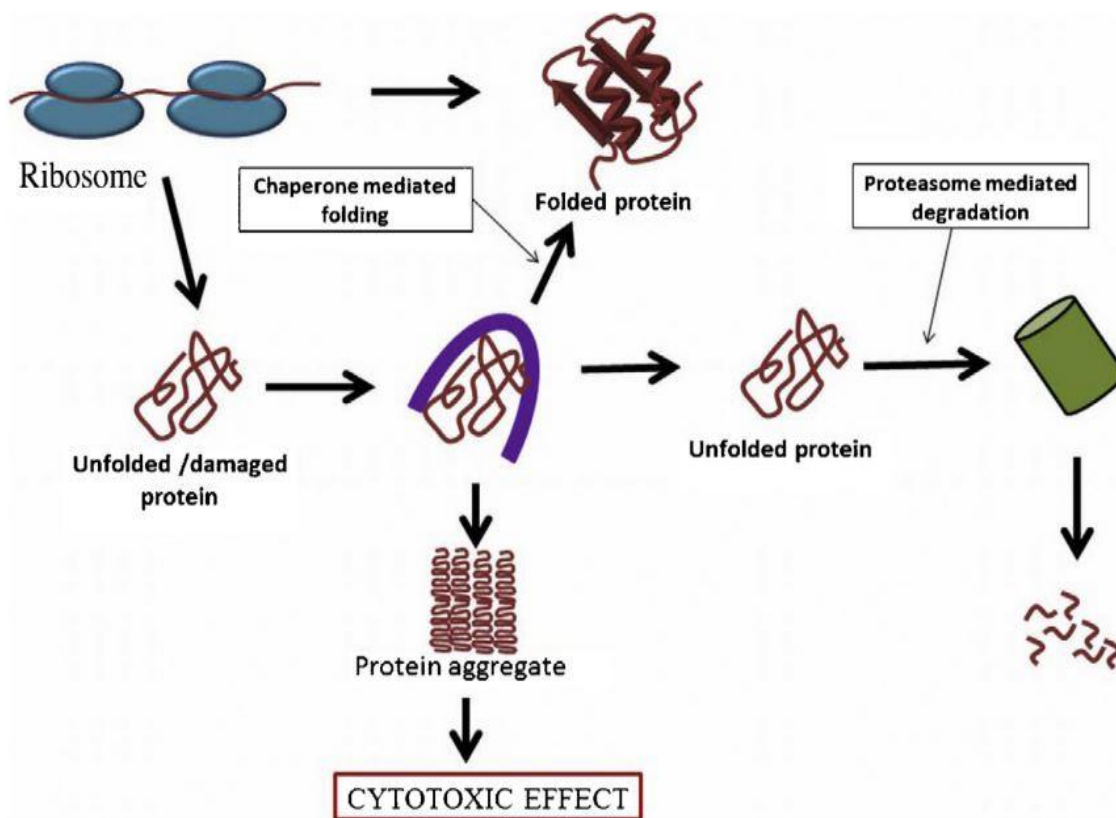 Ribosome
Chaperone mediated
folding
Folded protein
Proteasome mediated
degradation
Unfolded /damaged
protein
Unfolded protein
Protein aggregate
CYTOTOXIC EFFECT